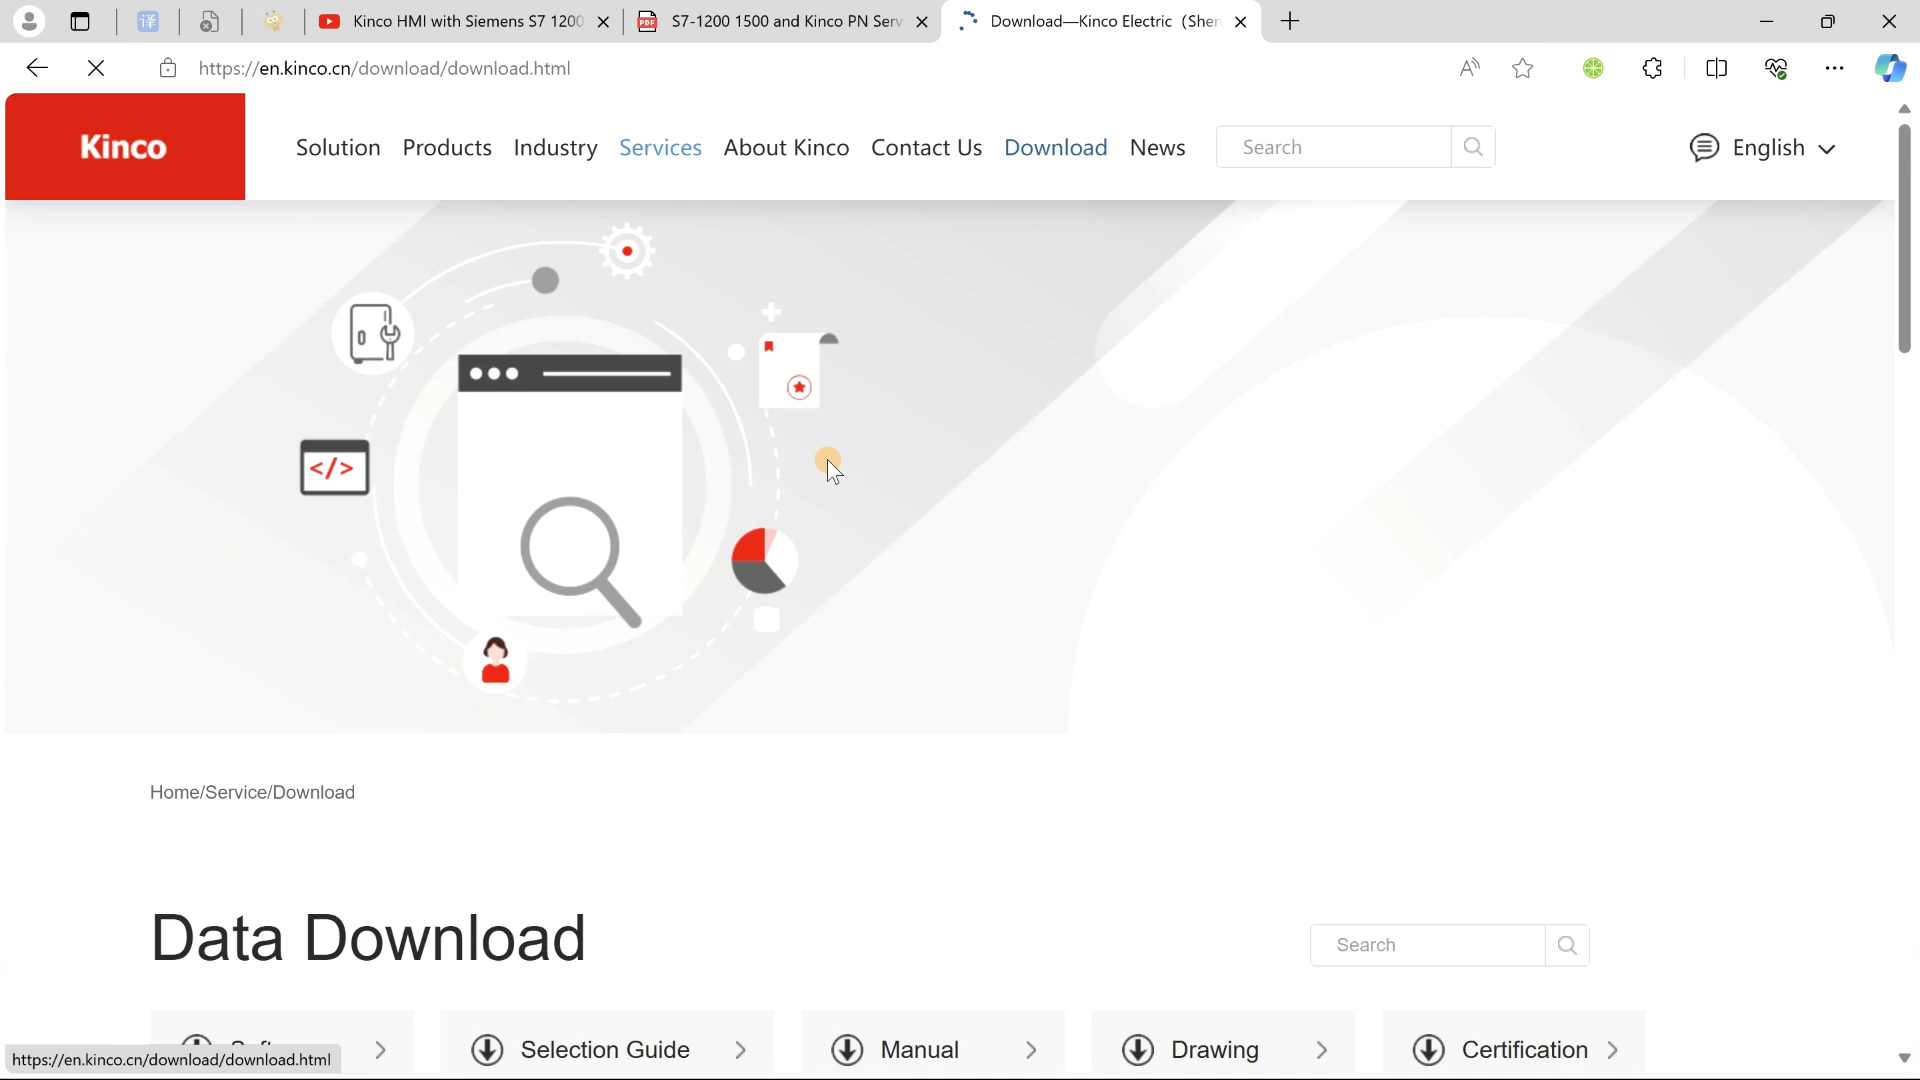 译
Kinco HMI with Siemens S7 1200
PDF
S7-1200 1500 and Kinco PN Serv
Download—Kinco Electric (Shen
https://en.kinco.cn/download/download.html
Kinco
Solution
Products
Industry
Services
About Kinco
Contact Us
Download
News
Search
English
</>
Home/Service/Download
Data Download
Search
Selection Guide
Manual
Drawing
Certification
https://en.kinco.cn/download/download.html